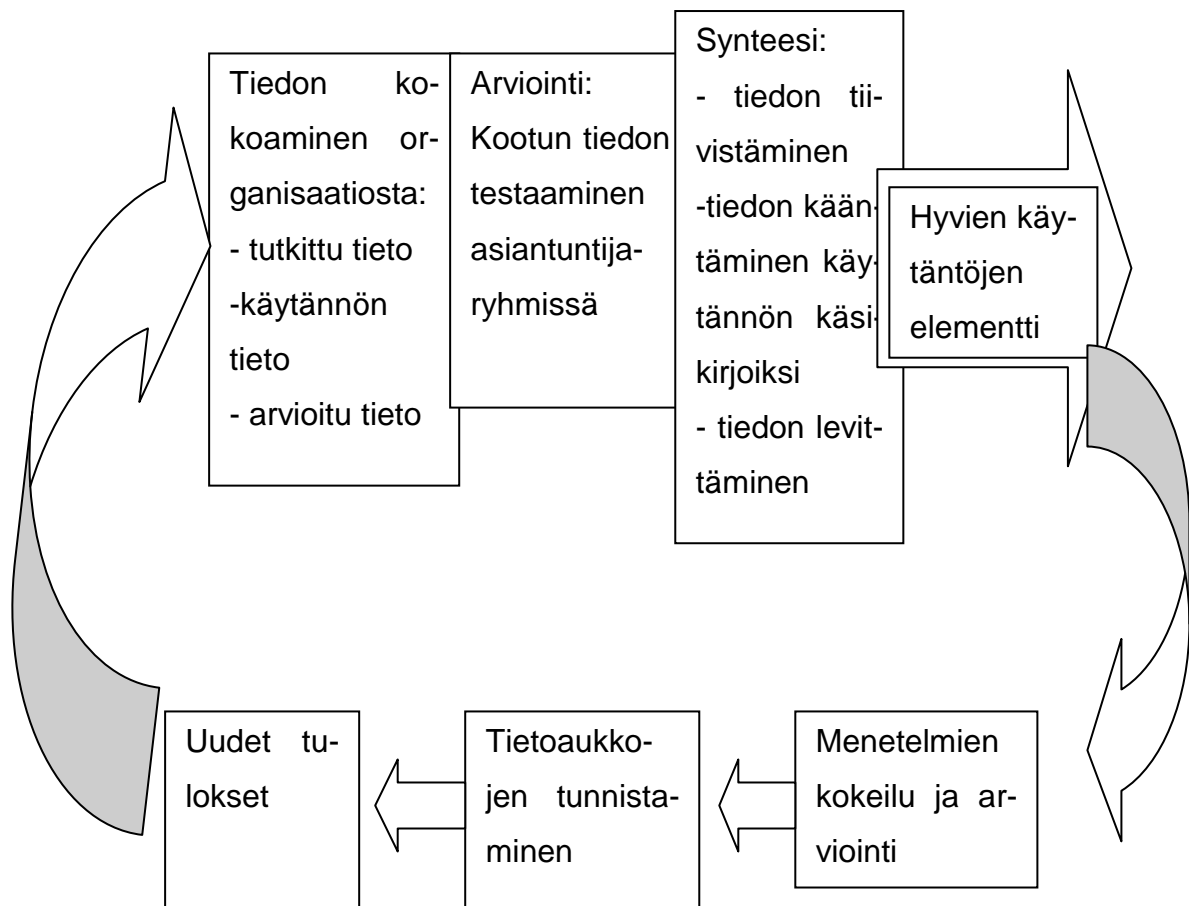 Tiedon ko-
koaminen or-
ganisaatiosta:
- tutkittu tieto
-käytännön
tieto
- arvioitu tieto
Arviointi:
Kootun tiedon
testaaminen
asiantuntija-
ryhmissä
Synteesi:
- tiedon tii-
vistäminen
-tiedon kään-
täminen käy-
tännön käsi-
kirjoiksi
- tiedon levit-
täminen
Hyvien käy-
täntöjen
elementti
Uudet tu-
lokset
Tietoaukko-
jen tunnista-
minen
Menetelmien
kokeilu ja ar-
viointi